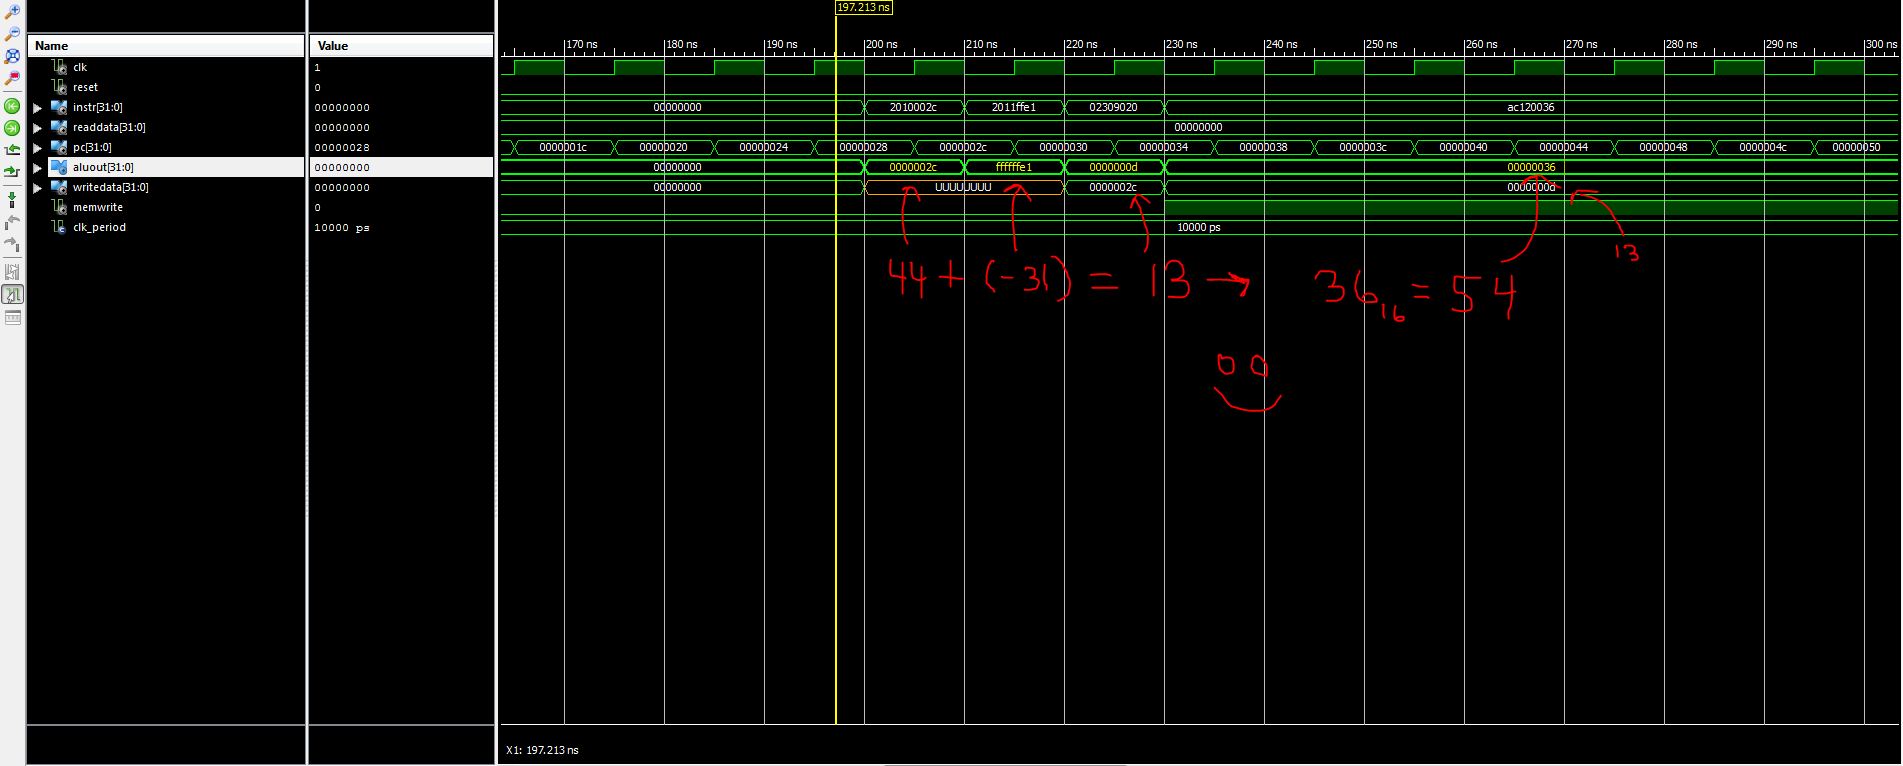 197.213 ns
Name Value
170 ns 180 ns 190 ns 200 ns 210 ns 220 ns 230 ns 240 ns 250 ns 260 ns 270 ns 280 ns 290 ns 300 ns
clk 1
reset 0
instr[31:0] 00000000 00000000 2010002c 2011ffe1 02309020 ac120036
readdata[31:0] 00000000 00000000
pc[31:0] 00000028 0000001c 00000020 00000024 00000028 0000002c 00000030 00000034 00000038 0000003c 00000040 00000044 00000048 0000004c 00000050
aluout[31:0] 00000000 00000000 0000002c ffffffe1 0000000d 00000036
writedata[31:0] 00000000 00000000 UUUUUUUU 0000002c 0000000d
memwrite 0
clk_period 10000 ps 10000 ps
13
44 + (-31) = 13 → 36₁₆ = 54
X1: 197.213 ns